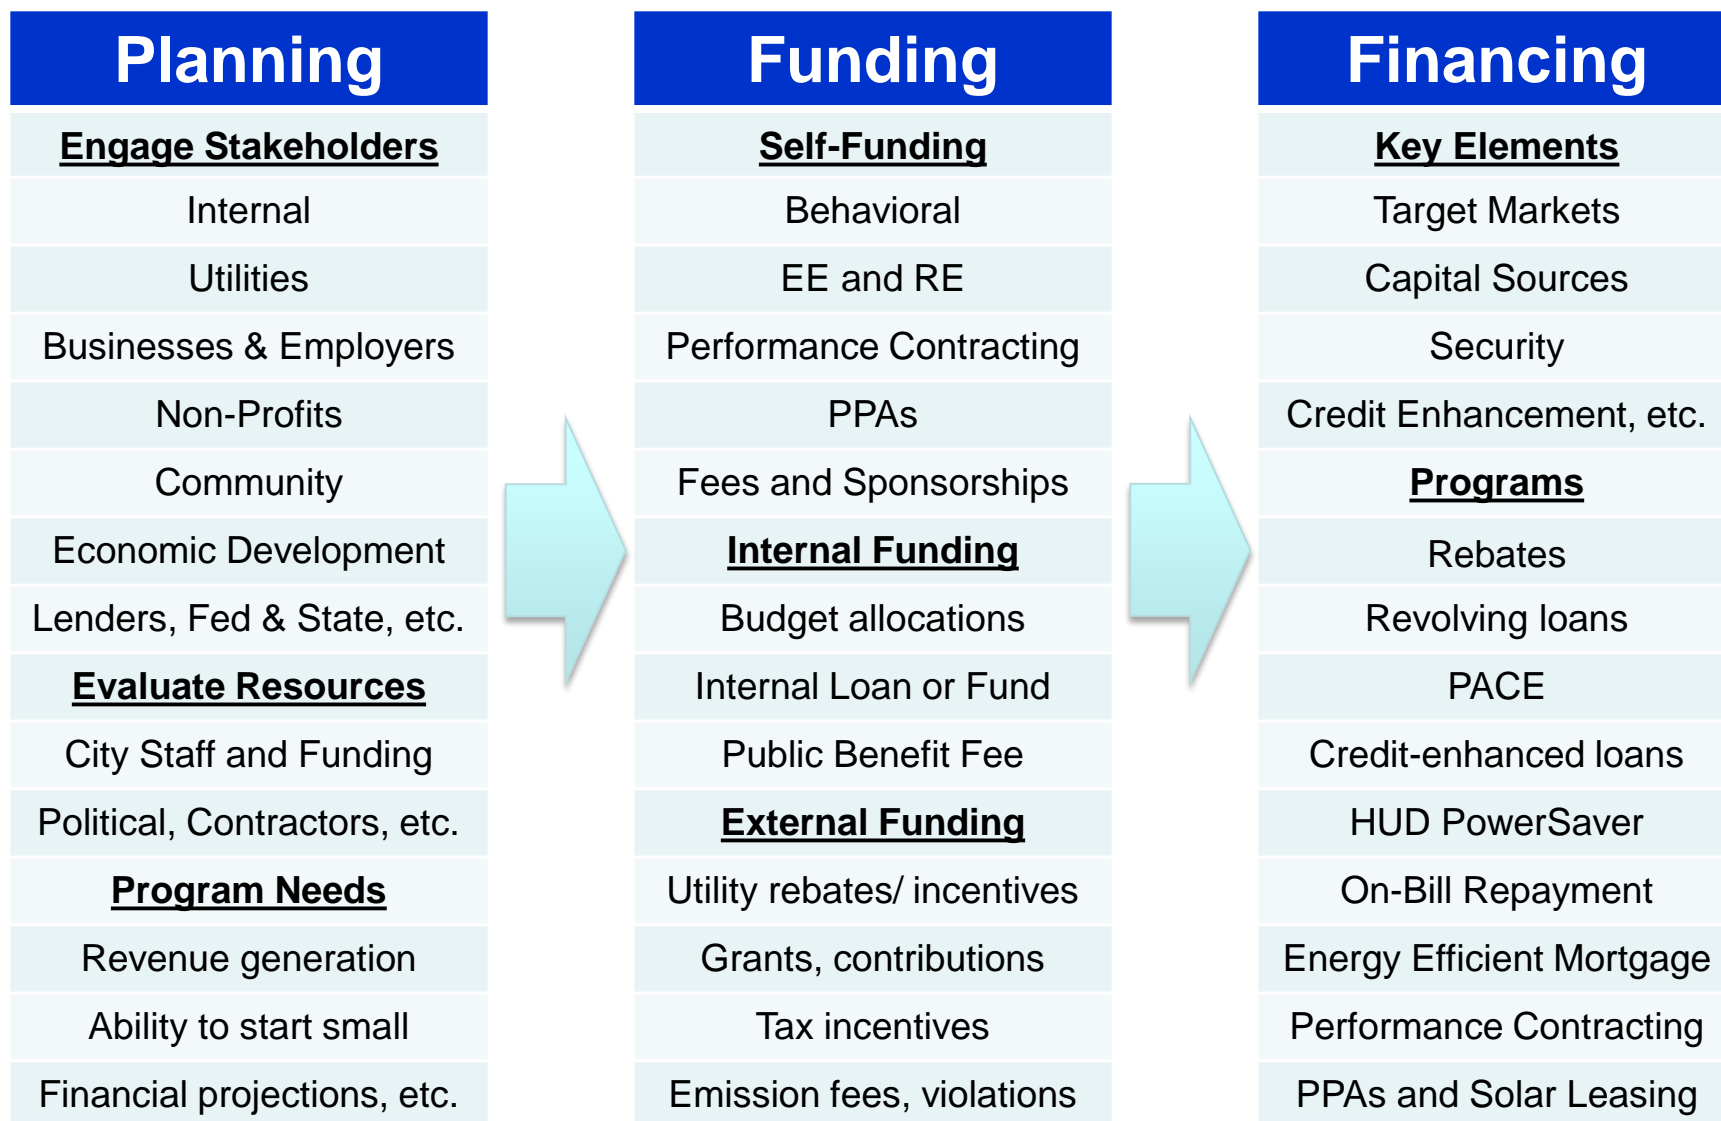 Planning
Engage Stakeholders
Internal
Utilities
Businesses & Employers
Non-Profits
Community
Economic Development
Lenders, Fed & State, etc.
Evaluate Resources
City Staff and Funding
Political, Contractors, etc.
Program Needs
Revenue generation
Ability to start small
Financial projections, etc.
Funding
Self-Funding
Behavioral
EE and RE
Performance Contracting
PPAs
Fees and Sponsorships
Internal Funding
Budget allocations
Internal Loan or Fund
Public Benefit Fee
External Funding
Utility rebates/ incentives
Grants, contributions
Tax incentives
Emission fees, violations
Financing
Key Elements
Target Markets
Capital Sources
Security
Credit Enhancement, etc.
Programs
Rebates
Revolving loans
PACE
Credit-enhanced loans
HUD PowerSaver
On-Bill Repayment
Energy Efficient Mortgage
Performance Contracting
PPAs and Solar Leasing